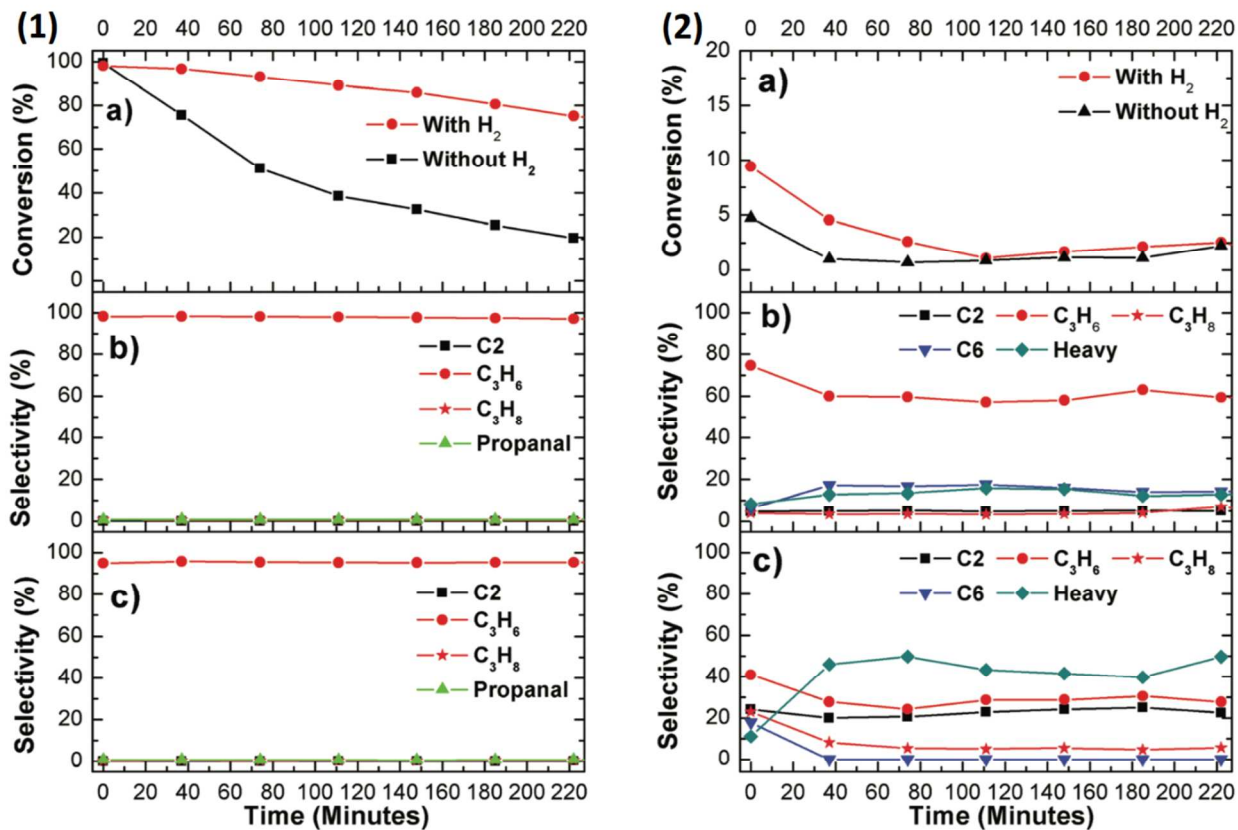 (1)
0 20 40 60 80 100 120 140 160 180 200 220
Conversion (%)
100
80
60
40
20
0
a)
With H₂
Without H₂
Selectivity (%)
100
80
60
40
20
0
b)
C2
C₃H₆
C₃H₈
Propanal
Selectivity (%)
100
80
60
40
20
0
c)
C2
C₃H₆
C₃H₈
Propanal
0 20 40 60 80 100 120 140 160 180 200 220
Time (Minutes)
(2)
0 20 40 60 80 100 120 140 160 180 200 220
Conversion (%)
20
15
10
5
0
a)
With H₂
Without H₂
Selectivity (%)
100
80
60
40
20
0
b)
C2 C₃H₆ C₃H₈
C6 Heavy
Selectivity (%)
100
80
60
40
20
0
c)
C2 C₃H₆ C₃H₈
C6 Heavy
0 20 40 60 80 100 120 140 160 180 200 220
Time (Minutes)